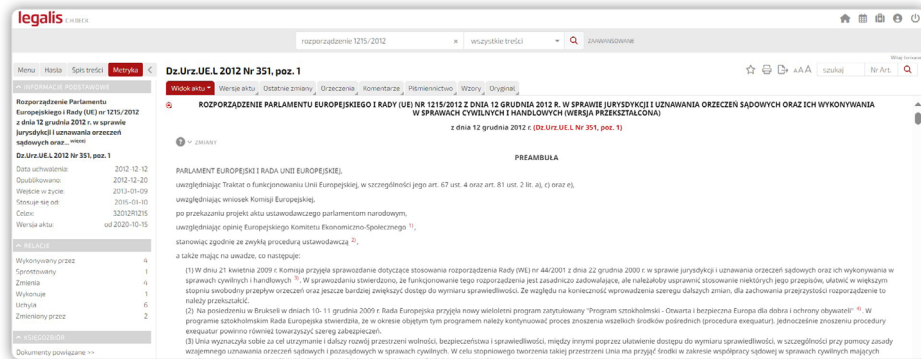 legalis C.H.BECK
rozporządzenie 1215/2012 × wszystkie treści ZAAWANSOWANE
Menu Hasła Spis treści Metryka
Dz.Urz.UE.L 2012 Nr 351, poz. 1
AAA szukaj Nr Art.
Widok aktu Wersje aktu Ostatnie zmiany Orzeczenia Komentarze Piśmiennictwo Wzory Oryginał
INFORMACJE PODSTAWOWE
Rozporządzenie Parlamentu
Europejskiego i Rady (UE) nr 1215/2012
z dnia 12 grudnia 2012 r. w sprawie
jurysdykcji i uznawania orzeczeń
sądowych oraz... więcej
Dz.Urz.UE.L 2012 Nr 351, poz. 1
Data uchwalenia: 2012-12-12
Opublikowano: 2012-12-20
Wejście w życie: 2013-01-09
Stosuje się od: 2015-01-10
Celex: 32012R1215
Wersja aktu: od 2020-10-15
RELACJE
Wykonywany przez 4
Sprostowany 1
Zmienia 4
Wykonuje 1
Uchyla 6
Zmieniany przez 2
KSIĘGOZBIÓR
Dokumenty powiązane >>
ROZPORZĄDZENIE PARLAMENTU EUROPEJSKIEGO I RADY (UE) NR 1215/2012 Z DNIA 12 GRUDNIA 2012 R. W SPRAWIE JURYSDYKCJI I UZNAWANIA ORZECZEŃ SĄDOWYCH ORAZ ICH WYKONYWANIA
W SPRAWACH CYWILNYCH I HANDLOWYCH (WERSJA PRZEKSZTAŁCONA)
z dnia 12 grudnia 2012 r. (Dz.Urz.UE.L Nr 351, poz. 1)
ZMIANY
PREAMBUŁA
PARLAMENT EUROPEJSKI I RADA UNII EUROPEJSKIEJ,
uwzględniając Traktat o funkcjonowaniu Unii Europejskiej, w szczególności jego art. 67 ust. 4 oraz art. 81 ust. 2 lit. a), c) oraz e),
uwzględniając wniosek Komisji Europejskiej,
po przekazaniu projekt aktu ustawodawczego parlamentom narodowym,
uwzględniając opinię Europejskiego Komitetu Ekonomiczno-Społecznego 1),
stanowiąc zgodnie ze zwykłą procedurą ustawodawczą 2),
a także mając na uwadze, co następuje:
(1) W dniu 21 kwietnia 2009 r. Komisja przyjęła sprawozdanie dotyczące stosowania rozporządzenia Rady (WE) nr 44/2001 z dnia 22 grudnia 2000 r. w sprawie jurysdykcji i uznawania orzeczeń sądowych oraz ich wykonywania w
sprawach cywilnych i handlowych 3). W sprawozdaniu stwierdzono, że funkcjonowanie tego rozporządzenia jest zasadniczo zadowalające, ale należałoby usprawnić stosowanie niektórych jego przepisów, ułatwić w większym
stopniu swobodny przepływ orzeczeń oraz jeszcze bardziej zwiększyć dostęp do wymiaru sprawiedliwości. Ze względu na konieczność wprowadzenia szeregu dalszych zmian, dla zachowania przejrzystości rozporządzenie to
należy przekształcić.
(2) Na posiedzeniu w Brukseli w dniach 10- 11 grudnia 2009 r. Rada Europejska przyjęła nowy wieloletni program zatytułowany "Program sztokholmski - Otwarta i bezpieczna Europa dla dobra i ochrony obywateli" 4). W
programie sztokholmskim Rada Europejska stwierdziła, że w okresie objętym tym programem należy kontynuować proces znoszenia wszelkich środków pośrednich (procedura exequatur). Jednocześnie zniesieniu procedury
exequatur powinno również towarzyszyć szereg zabezpieczeń.
(3) Unia wyznaczyła sobie za cel utrzymanie i dalszy rozwój przestrzeni wolności, bezpieczeństwa i sprawiedliwości, między innymi poprzez ułatwienie dostępu do wymiaru sprawiedliwości, w szczególności przy pomocy zasady
wzajemnego uznawania orzeczeń sądowych i pozasądowych w sprawach cywilnych. W celu stopniowego tworzenia takiej przestrzeni Unia ma przyjąć środki w zakresie współpracy sądowej w sprawach cywilnych mających